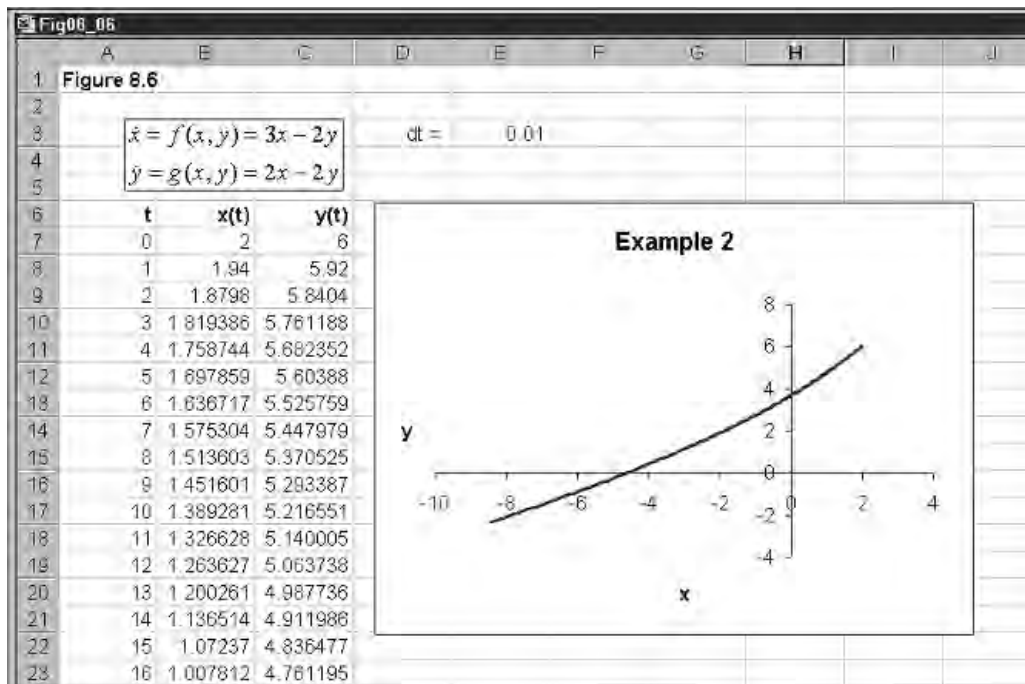 Fig08_06
A B C D E F G H I J
1 Figure 8.6
2
3 ẋ = f(x, y) = 3x − 2y dt = 0.01
4
ẏ = g(x, y) = 2x − 2y
5
6 t x(t) y(t)
7 0 2 6
8 1 1.94 5.92
9 2 1.8798 5.8404
10 3 1.819386 5.761188
11 4 1.758744 5.682352
12 5 1.697859 5.60388
13 6 1.636717 5.525759
14 7 1.575304 5.447979
15 8 1.513603 5.370525
16 9 1.451601 5.293387
17 10 1.389281 5.216551
18 11 1.326628 5.140005
19 12 1.263627 5.063738
20 13 1.200261 4.987736
21 14 1.136514 4.911986
22 15 1.07237 4.836477
23 16 1.007812 4.761195
Example 2
8
6
4
2
0
-2
-4
y
-10 -8 -6 -4 -2 0 2 4
x